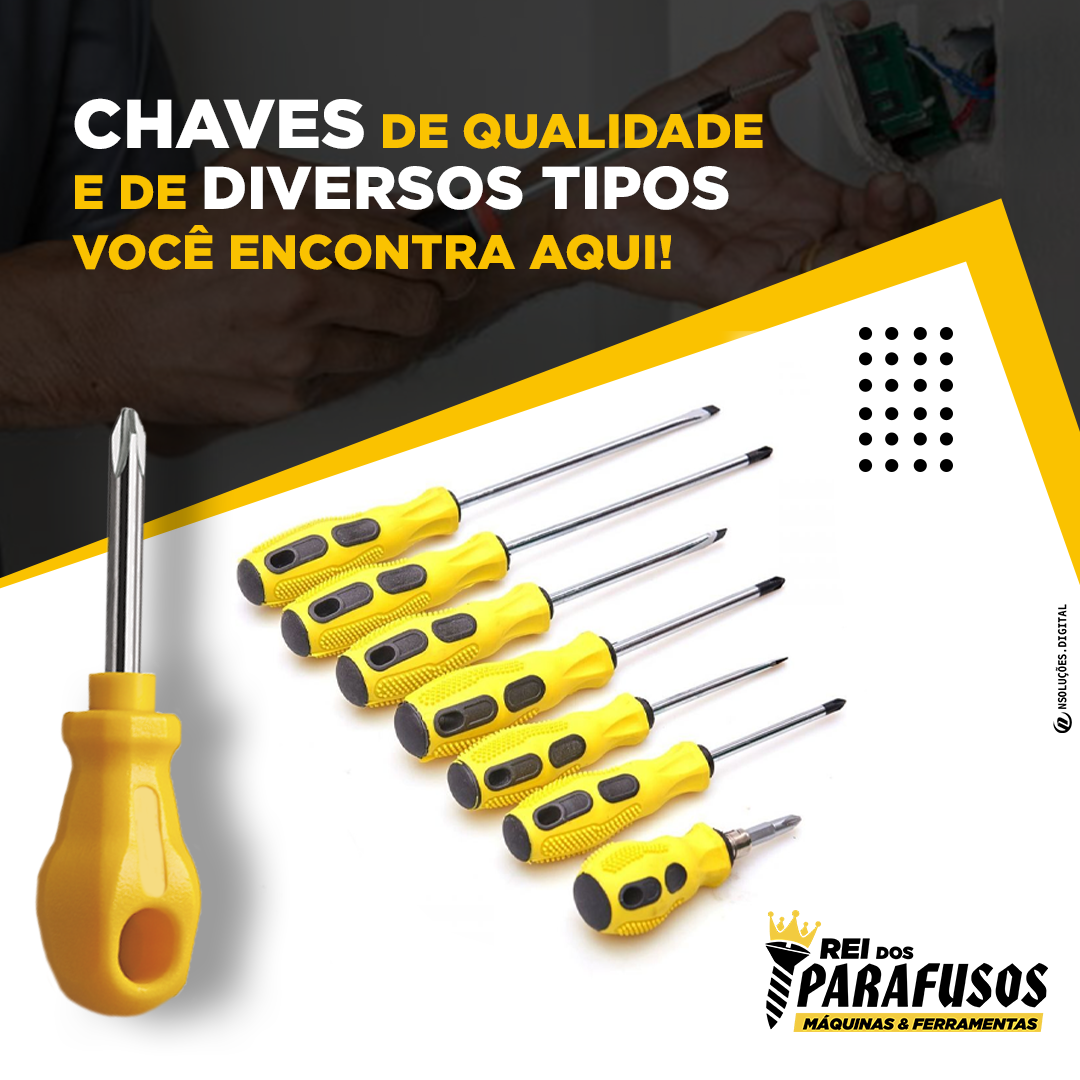 CHAVES DE QUALIDADE
E DE DIVERSOS TIPOS
VOCÊ ENCONTRA AQUI!
NSOLUÇÕES.DIGITAL
REI DOS
PARAFUSOS
MÁQUINAS & FERRAMENTAS